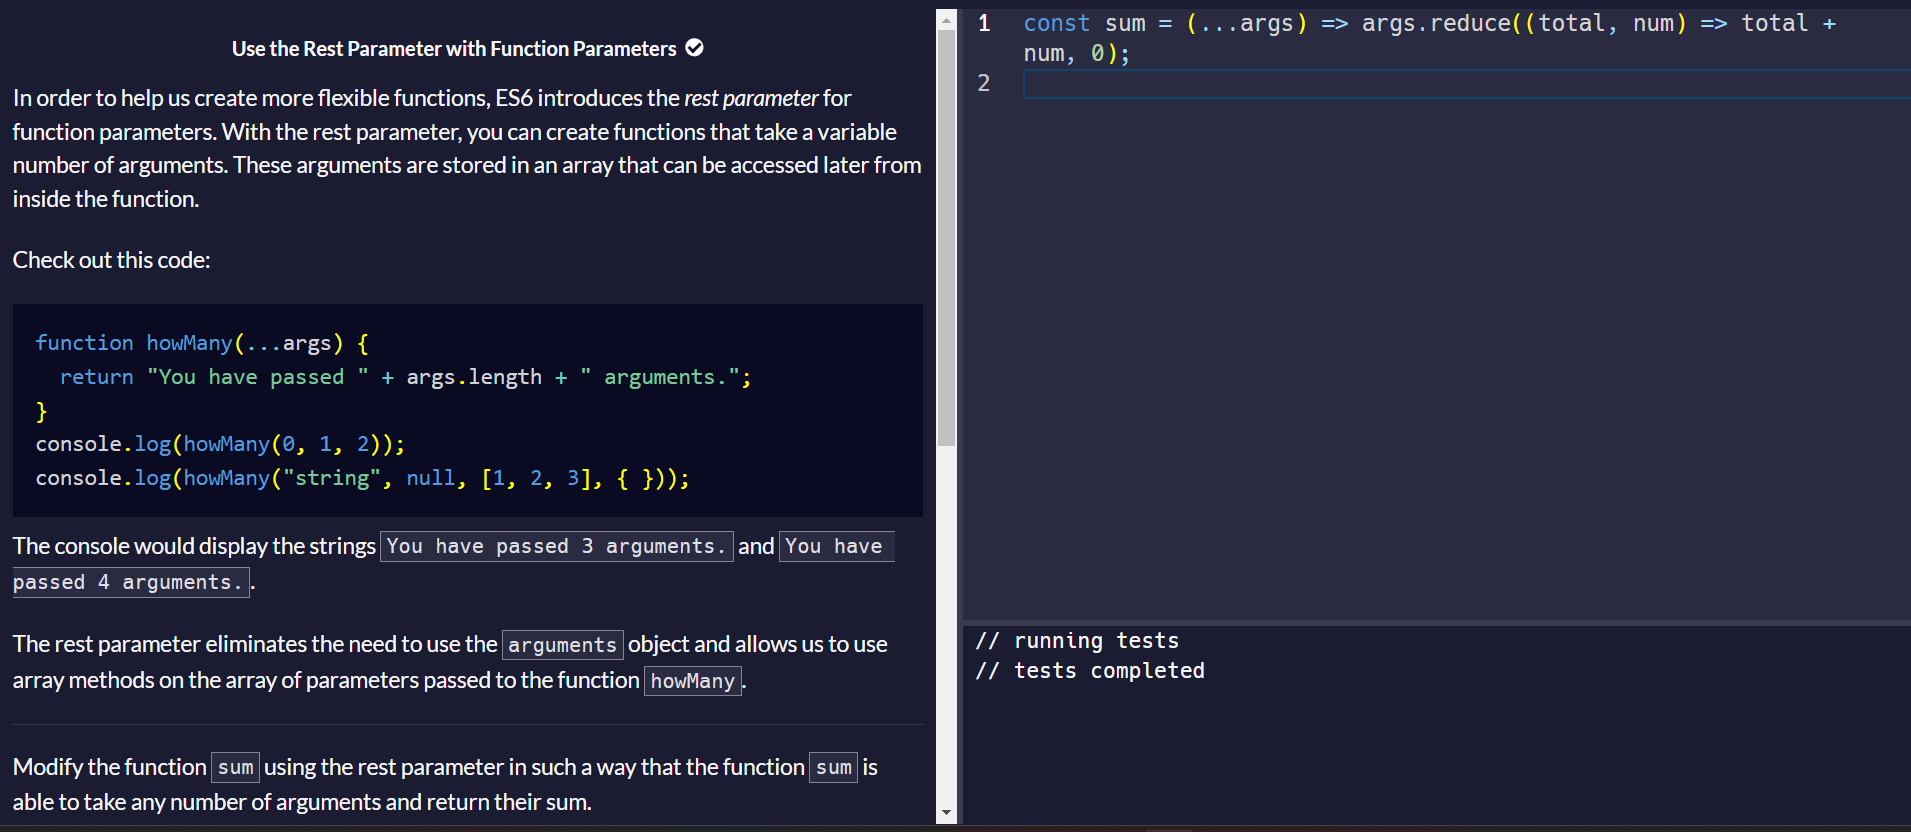 Use the Rest Parameter with Function Parameters
In order to help us create more flexible functions, ES6 introduces the rest parameter for
function parameters. With the rest parameter, you can create functions that take a variable
number of arguments. These arguments are stored in an array that can be accessed later from
inside the function.
Check out this code:
function howMany(...args) {
  return "You have passed " + args.length + " arguments.";
}
console.log(howMany(0, 1, 2));
console.log(howMany("string", null, [1, 2, 3], { }));
The console would display the strings You have passed 3 arguments. and You have
passed 4 arguments..
The rest parameter eliminates the need to use the arguments object and allows us to use
array methods on the array of parameters passed to the function howMany.
Modify the function sum using the rest parameter in such a way that the function sum is
able to take any number of arguments and return their sum.
1 const sum = (...args) => args.reduce((total, num) => total +
num, 0);
2
// running tests
// tests completed